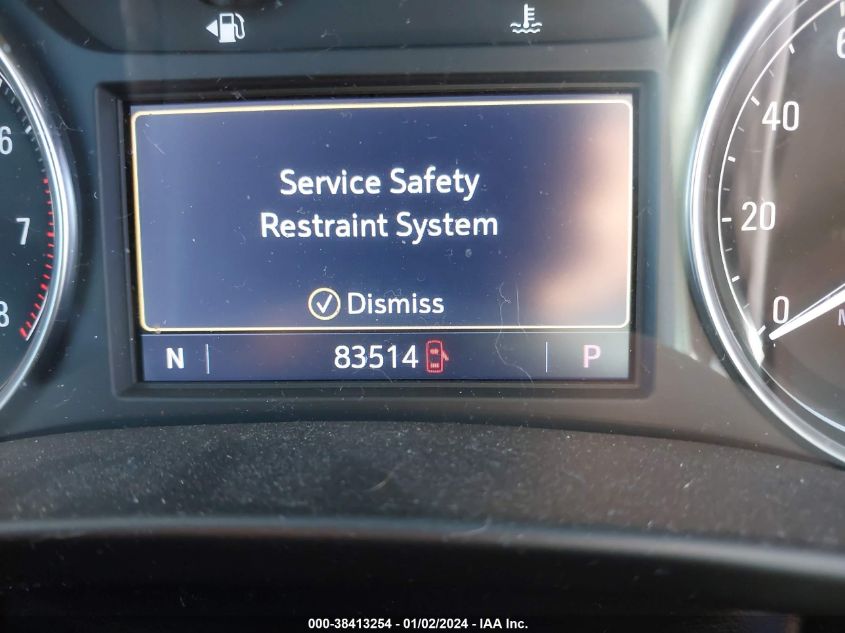 6
7
8
Service Safety
Restraint System
Dismiss
N 83514 P
40
20
0
000-38413254 - 01/02/2024 - IAA Inc.